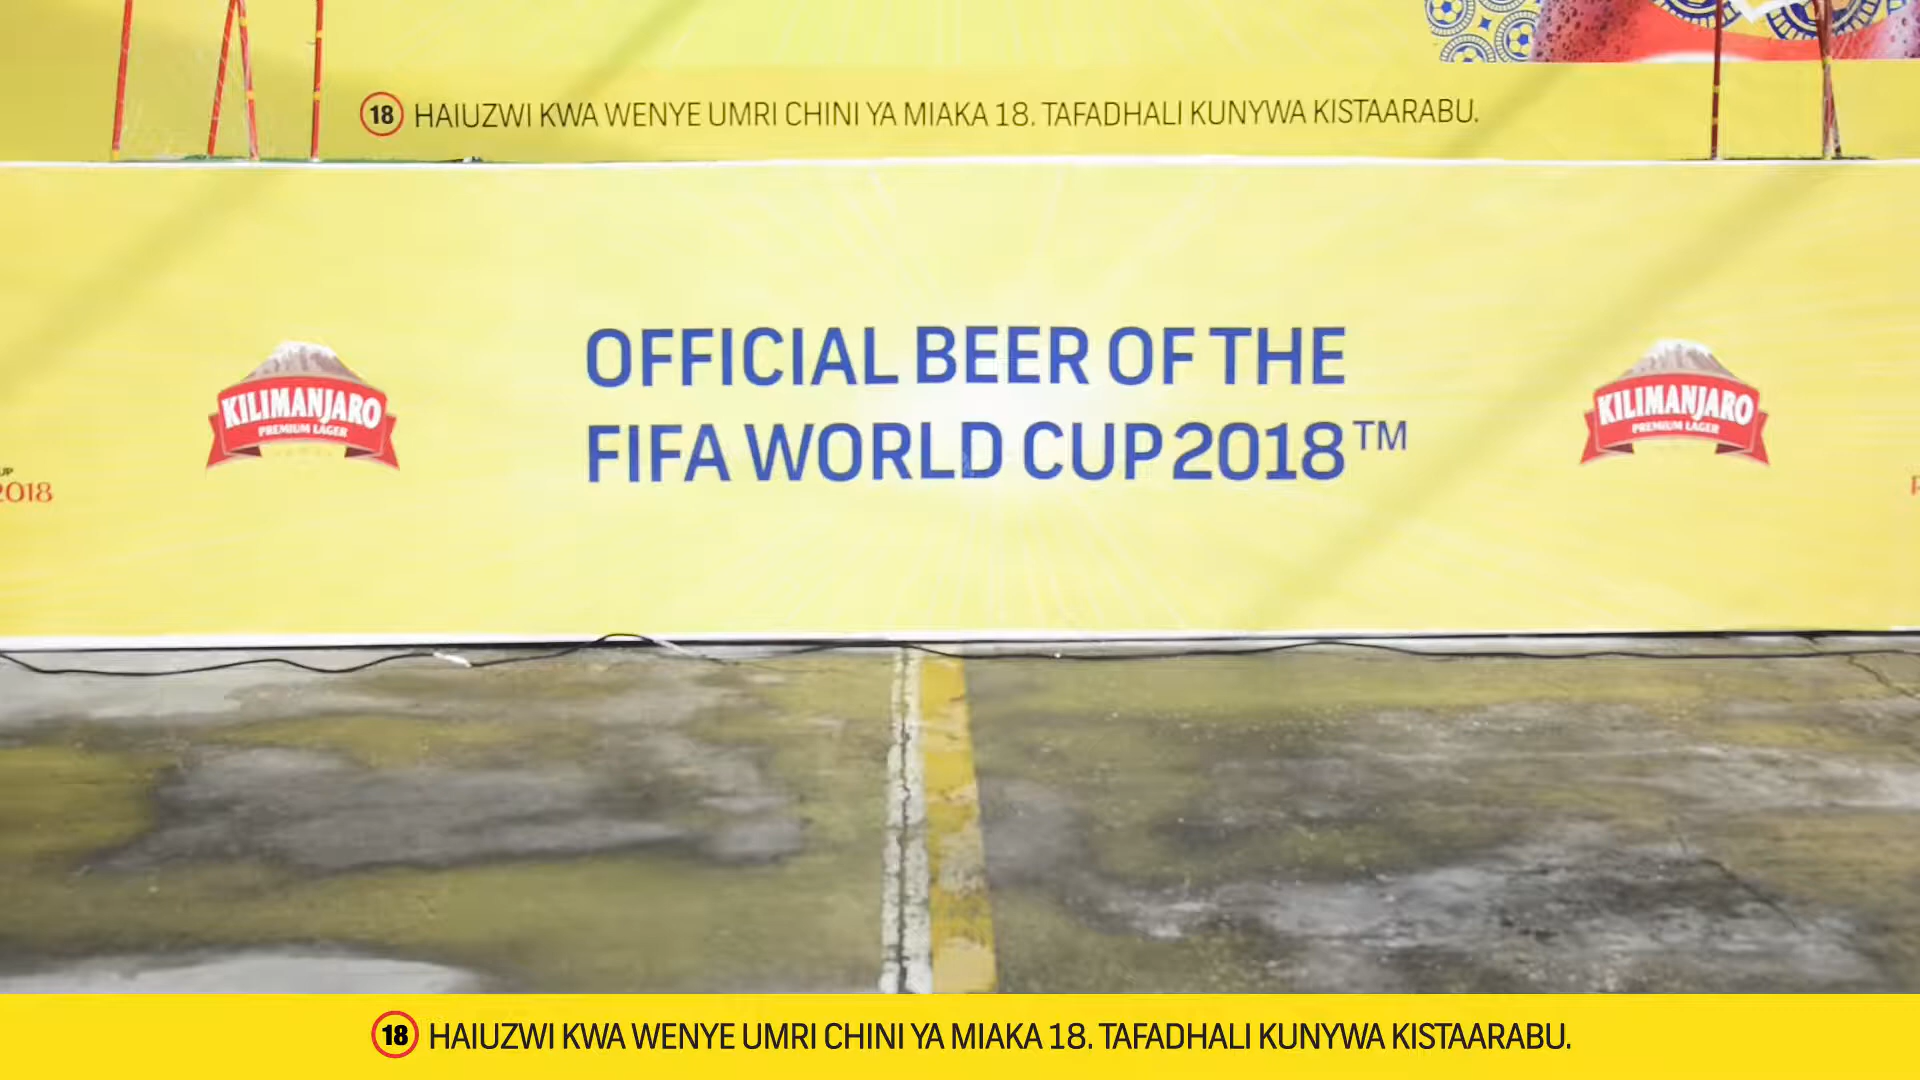 18 HAIUZWI KWA WENYE UMRI CHINI YA MIAKA 18. TAFADHALI KUNYWA KISTAARABU.
OFFICIAL BEER OF THE
FIFA WORLD CUP 2018™
KILIMANJARO
PREMIUM LAGER
KILIMANJARO
PREMIUM LAGER
2018
18 HAIUZWI KWA WENYE UMRI CHINI YA MIAKA 18. TAFADHALI KUNYWA KISTAARABU.